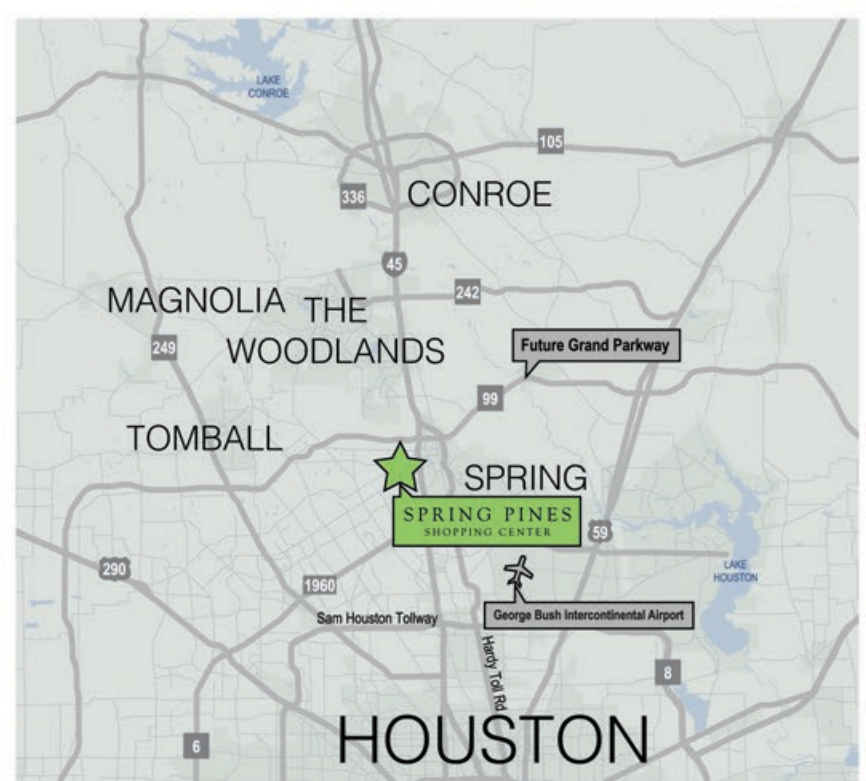 LAKE
CONROE
105
336
CONROE
45
242
MAGNOLIA
THE
WOODLANDS
249
Future Grand Parkway
99
TOMBALL
SPRING
SPRING PINES
SHOPPING CENTER
59
290
LAKE
HOUSTON
1960
Sam Houston Tollway
George Bush Intercontinental Airport
Hardy Toll Rd
8
6
HOUSTON